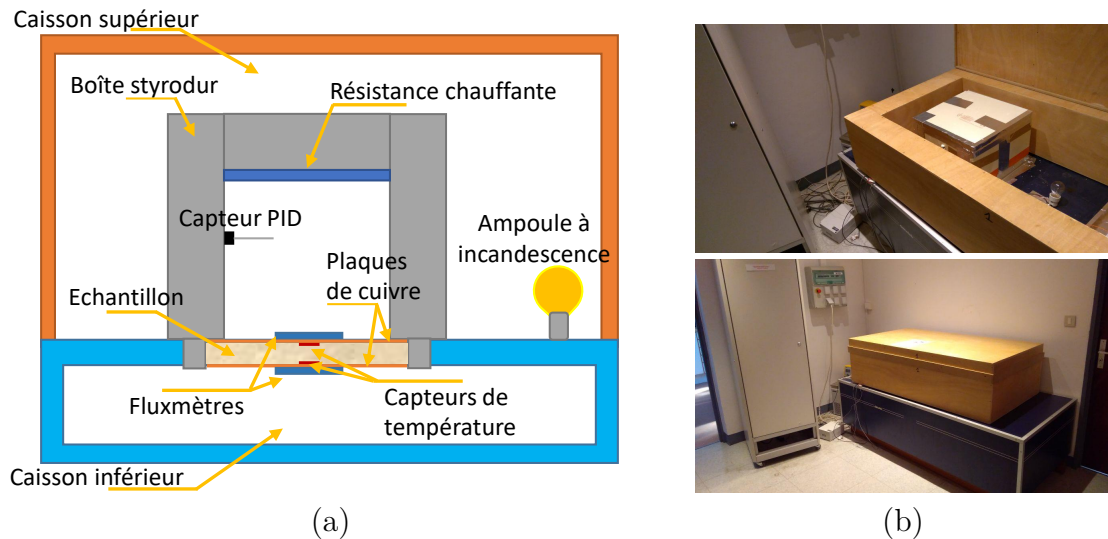 Caisson supérieur
Boîte styrodur
Résistance chauffante
Capteur PID
Ampoule à
incandescence
Plaques
de cuivre
Echantillon
Fluxmètres
Capteurs de
température
Caisson inférieur
(a)
(b)